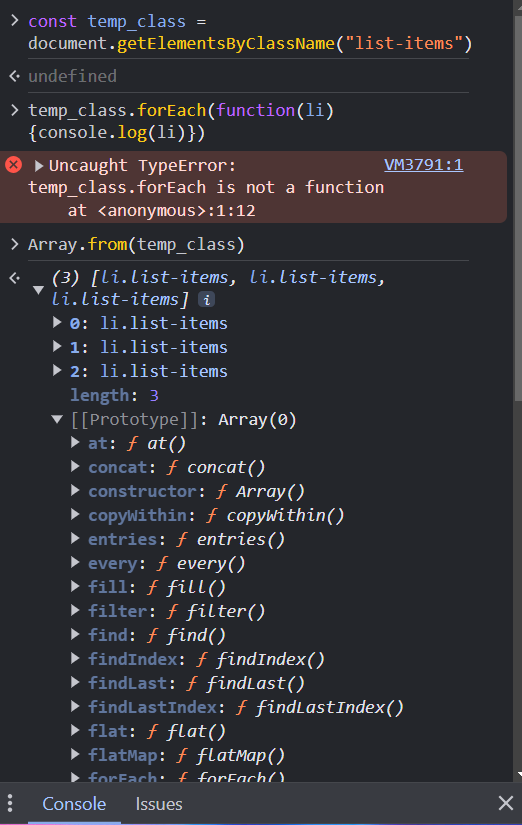 const temp_class =
document.getElementsByClassName("list-items")
undefined
temp_class.forEach(function(li)
{console.log(li)})
Uncaught TypeError: VM3791:1
temp_class.forEach is not a function
at <anonymous>:1:12
Array.from(temp_class)
(3) [li.list-items, li.list-items,
li.list-items] i
0: li.list-items
1: li.list-items
2: li.list-items
length: 3
[[Prototype]]: Array(0)
at: ƒ at()
concat: ƒ concat()
constructor: ƒ Array()
copyWithin: ƒ copyWithin()
entries: ƒ entries()
every: ƒ every()
fill: ƒ fill()
filter: ƒ filter()
find: ƒ find()
findIndex: ƒ findIndex()
findLast: ƒ findLast()
findLastIndex: ƒ findLastIndex()
flat: ƒ flat()
flatMap: ƒ flatMap()
forEach: ƒ forEach()
Console Issues